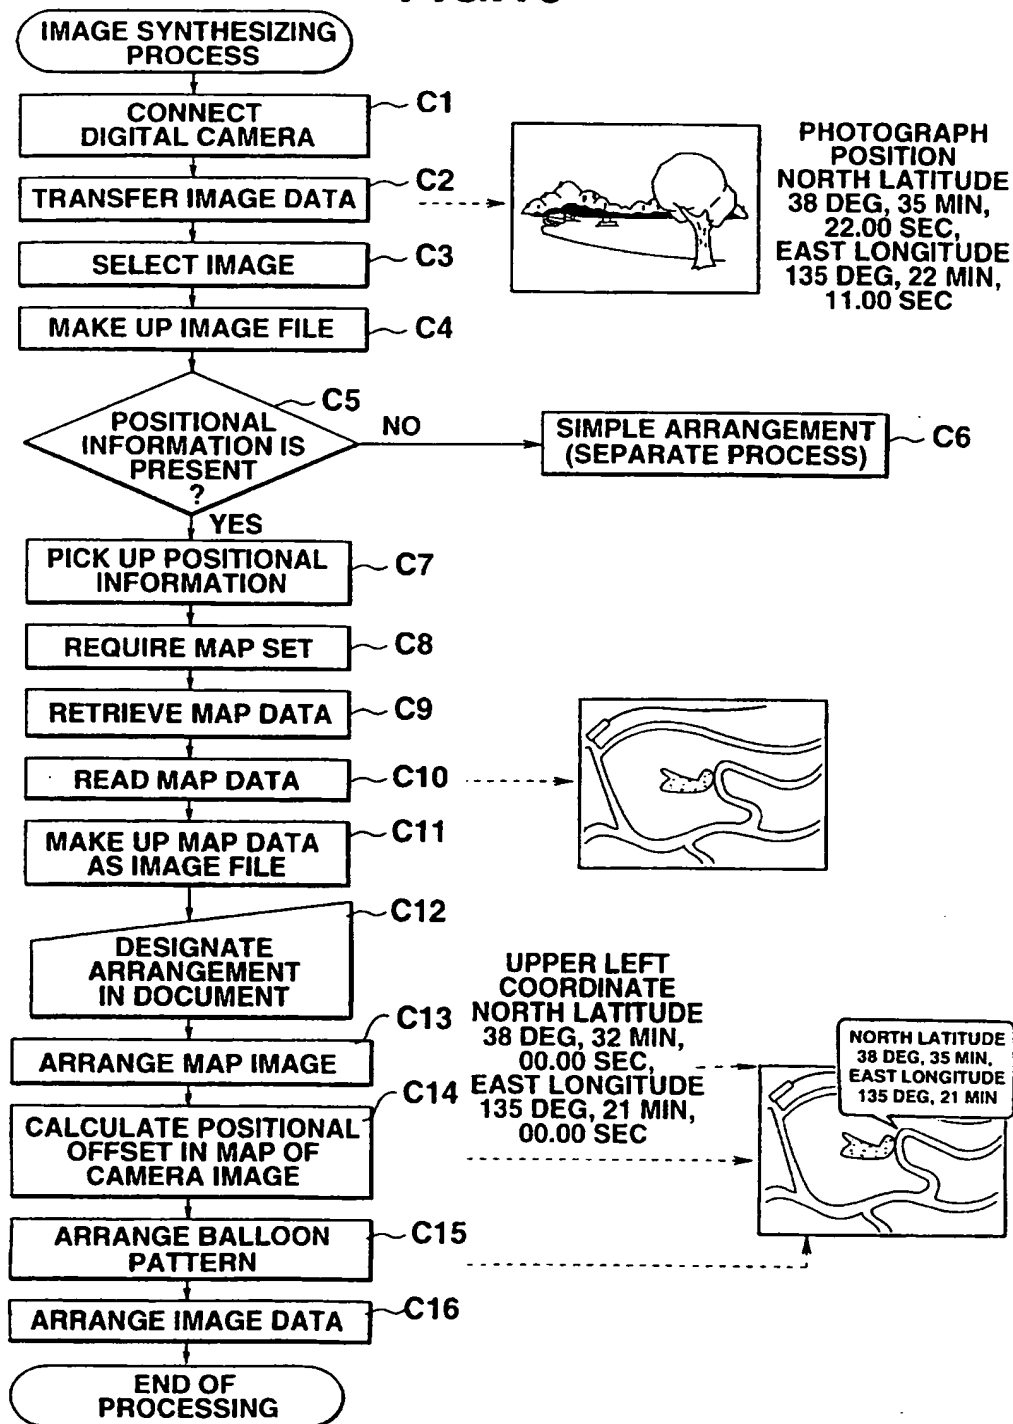 IMAGE SYNTHESIZING
PROCESS
C1
CONNECT
DIGITAL CAMERA
C2
TRANSFER IMAGE DATA
PHOTOGRAPH
POSITION
NORTH LATITUDE
38 DEG, 35 MIN,
22.00 SEC,
EAST LONGITUDE
135 DEG, 22 MIN,
11.00 SEC
SELECT IMAGE
C3
MAKE UP IMAGE FILE
C4
C5
POSITIONAL
INFORMATION IS
PRESENT
?
NO
SIMPLE ARRANGEMENT
(SEPARATE PROCESS)
C6
YES
PICK UP POSITIONAL
INFORMATION
C7
REQUIRE MAP SET
C8
RETRIEVE MAP DATA
C9
READ MAP DATA
C10
C11
MAKE UP MAP DATA
AS IMAGE FILE
C12
DESIGNATE
ARRANGEMENT
IN DOCUMENT
C13
ARRANGE MAP IMAGE
UPPER LEFT
COORDINATE
NORTH LATITUDE
38 DEG, 32 MIN,
00.00 SEC,
EAST LONGITUDE
135 DEG, 21 MIN,
00.00 SEC
NORTH LATITUDE
38 DEG, 35 MIN,
EAST LONGITUDE
135 DEG, 21 MIN
C14
CALCULATE POSITIONAL
OFFSET IN MAP OF
CAMERA IMAGE
ARRANGE BALLOON
PATTERN
C15
ARRANGE IMAGE DATA
C16
END OF
PROCESSING